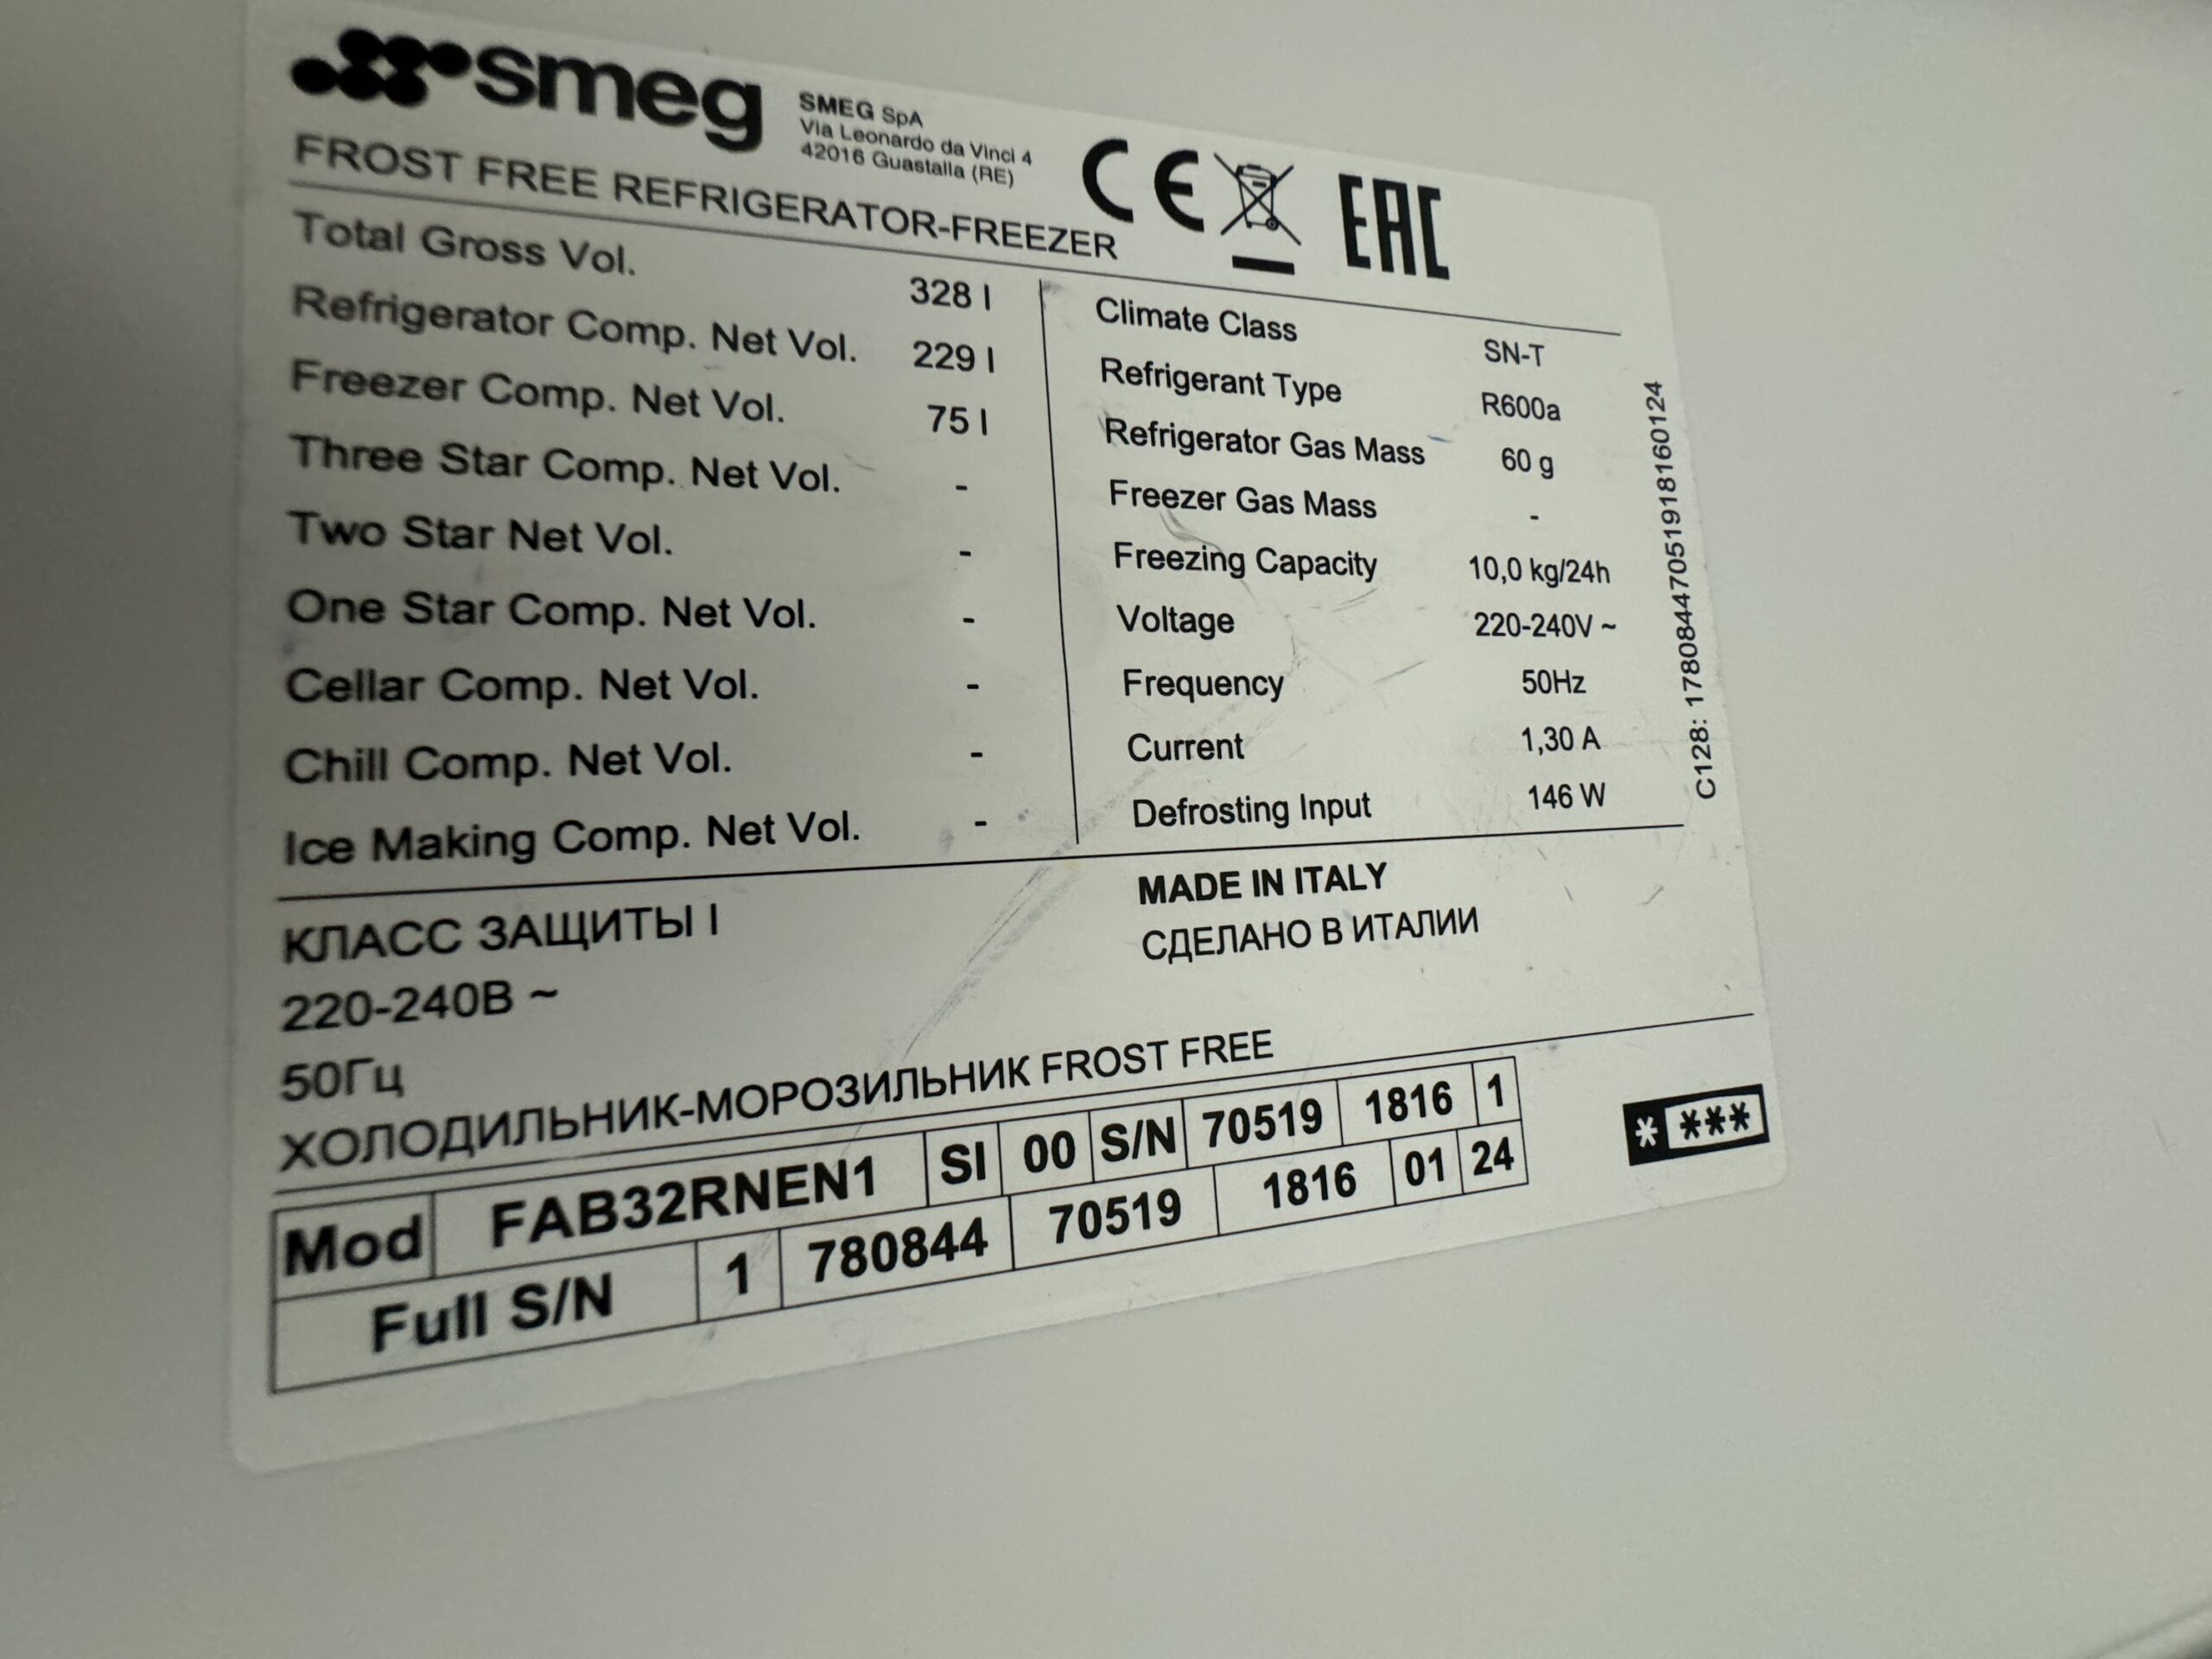 smeg
SMEG SpA
Via Leonardo da Vinci 4
42016 Guastalla (RE)
CE
EAC
FROST FREE REFRIGERATOR-FREEZER
Total Gross Vol. 328 l
Refrigerator Comp. Net Vol. 229 l
Freezer Comp. Net Vol. 75 l
Three Star Comp. Net Vol. -
Two Star Net Vol. -
One Star Comp. Net Vol. -
Cellar Comp. Net Vol. -
Chill Comp. Net Vol. -
Ice Making Comp. Net Vol. -
Climate Class SN-T
Refrigerant Type R600a
Refrigerator Gas Mass 60 g
Freezer Gas Mass -
Freezing Capacity 10,0 kg/24h
Voltage 220-240V ~
Frequency 50Hz
Current 1,30 A
Defrosting Input 146 W
C128: 17808447051918160124
КЛАСС ЗАЩИТЫ I
220-240В ~
50Гц
MADE IN ITALY
СДЕЛАНО В ИТАЛИИ
ХОЛОДИЛЬНИК-МОРОЗИЛЬНИК FROST FREE
Mod FAB32RNEN1 SI 00 S/N 70519 1816 1
Full S/N 1 780844 70519 1816 01 24
* ***